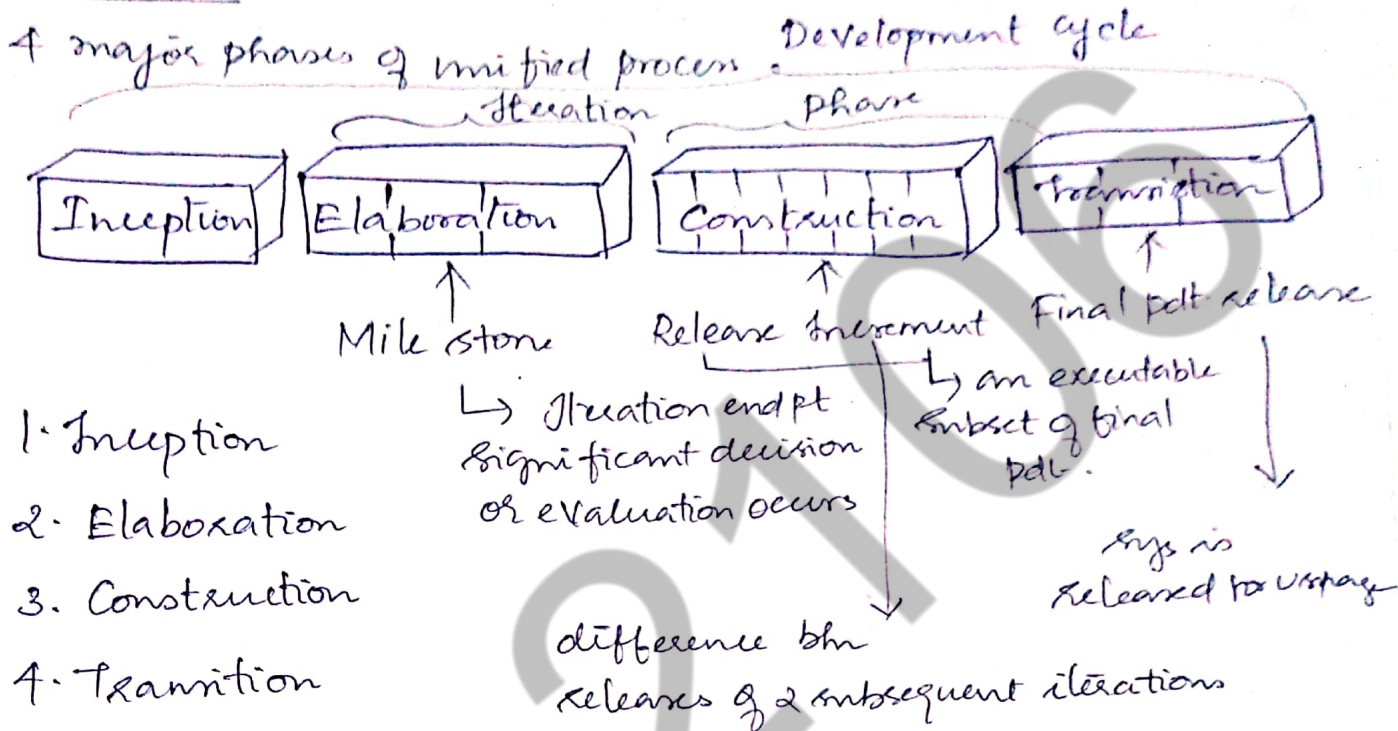 4 major phases of unified process.
Development cycle
Iteration
phase
Inception
Elaboration
Construction
Transition
Mile stone
Release Increment
Final pdt release
↳ Iteration end pt
significant decision
or evaluation occurs
↳ an executable
subset of final
pdt.
1. Inception
2. Elaboration
3. Construction
4. Transition
difference btn
releases of 2 subsequent iterations
sys is
released for
2106